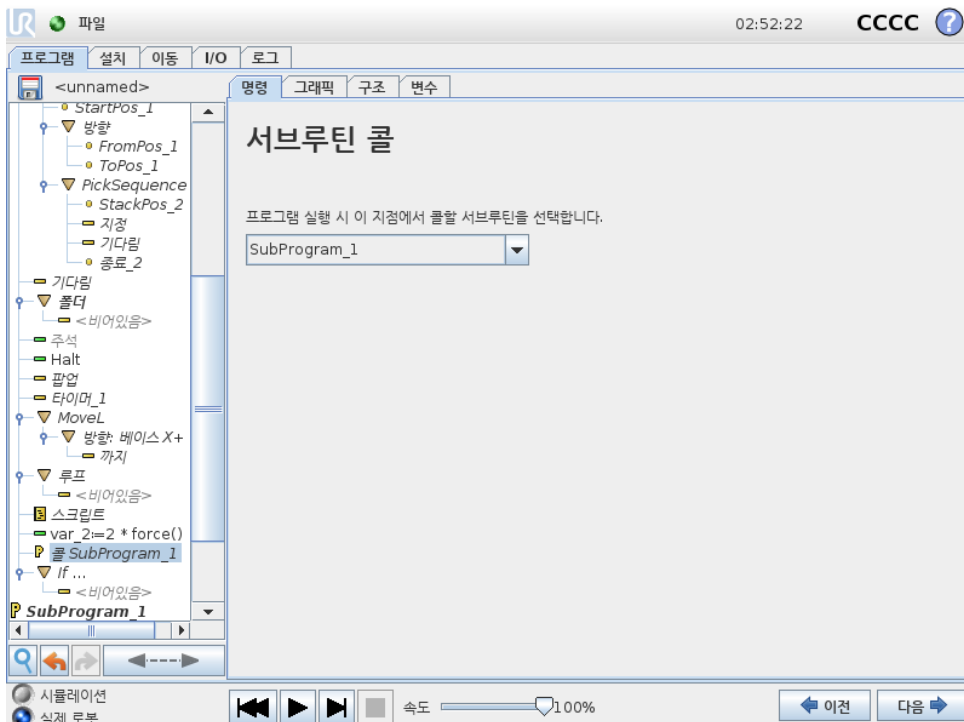 파일
02:52:22
CCCC
?
프로그램 설치 이동 I/O 로그
<unnamed>
명령 그래픽 구조 변수
StartPos_1
방향
FromPos_1
ToPos_1
PickSequence
StackPos_2
지정
기다림
종료_2
기다림
폴더
<비어있음>
주석
Halt
팝업
타이머_1
MoveL
방향: 베이스 X+
까지
루프
<비어있음>
스크립트
var_2:=2 * force()
콜 SubProgram_1
If ...
<비어있음>
P SubProgram_1
서브루틴 콜
프로그램 실행 시 이 지점에서 콜할 서브루틴을 선택합니다.
SubProgram_1
시뮬레이션
실제 로봇
속도 100%
이전
다음